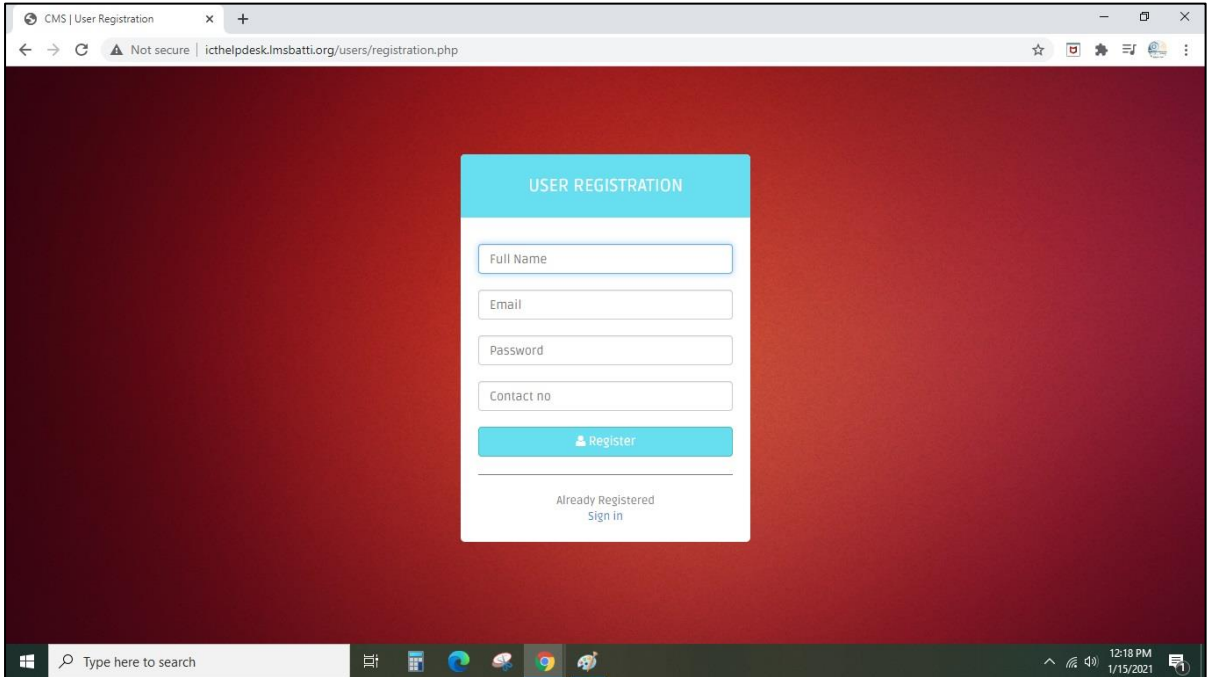 CMS | User Registration
Not secure | icthelpdesk.lmsbatti.org/users/registration.php
USER REGISTRATION
Full Name
Email
Password
Contact no
Register
Already Registered
Sign in
Type here to search
12:18 PM
1/15/2021
1